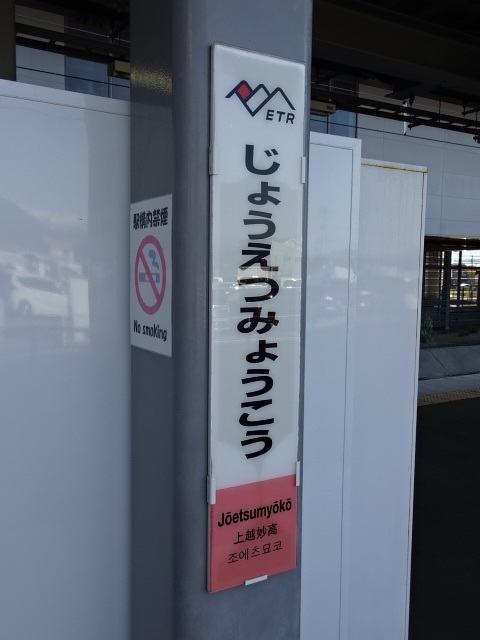 ETR
じょうえつみょうこう
Jōetsumyōkō
上越妙高
조에츠묘코
駅構内禁煙
No smoking